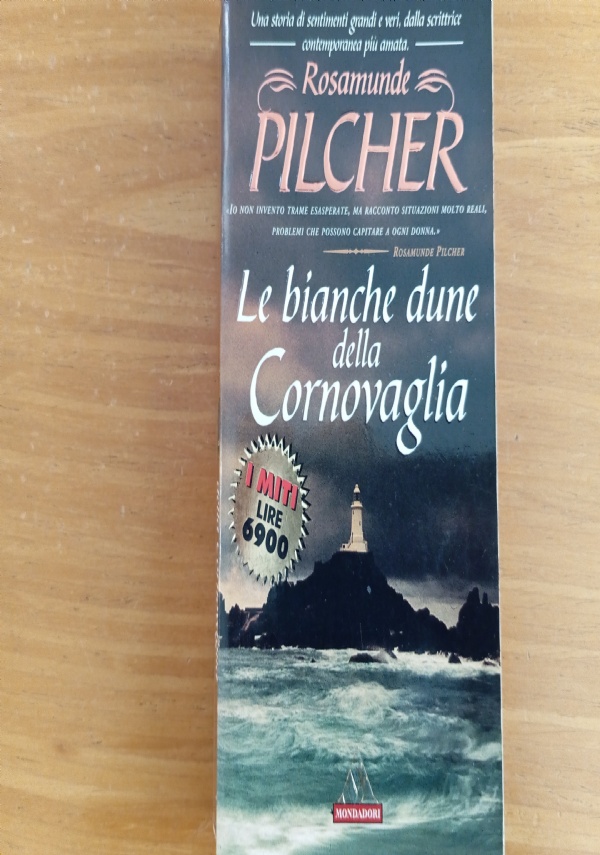 Una storia di sentimenti grandi e veri, dalla scrittrice
contemporanea più amata.
Rosamunde
PILCHER
«IO NON INVENTO TRAME ESASPERATE, MA RACCONTO SITUAZIONI MOLTO REALI,
PROBLEMI CHE POSSONO CAPITARE A OGNI DONNA.»
ROSAMUNDE PILCHER
Le bianche dune
della
Cornovaglia
I MITI
LIRE
6900
MONDADORI